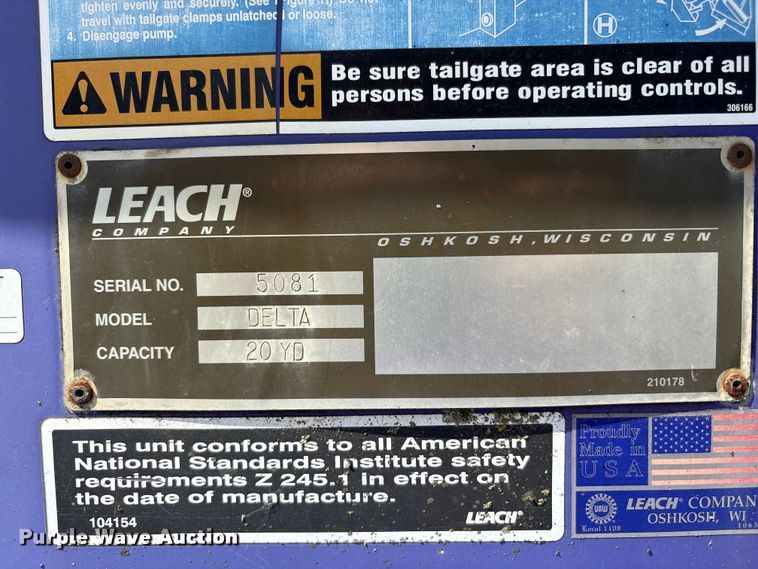 tighten evenly and securely. (See Figure H) Do not
travel with tailgate clamps unlatched or loose.
4. Disengage pump.
H
WARNING
Be sure tailgate area is clear of all
persons before operating controls.
306166
LEACH®
COMPANY
OSHKOSH, WISCONSIN
SERIAL NO. 5081
MODEL DELTA
CAPACITY 20 YD
210178
This unit conforms to all American
National Standards Institute safety
requirements Z 245.1 in effect on
the date of manufacture.
104154
LEACH®
Proudly
Made in
USA
UAW
Local 1108
LEACH® COMPAN
OSHKOSH, WI
1065
Purple Wave Auction